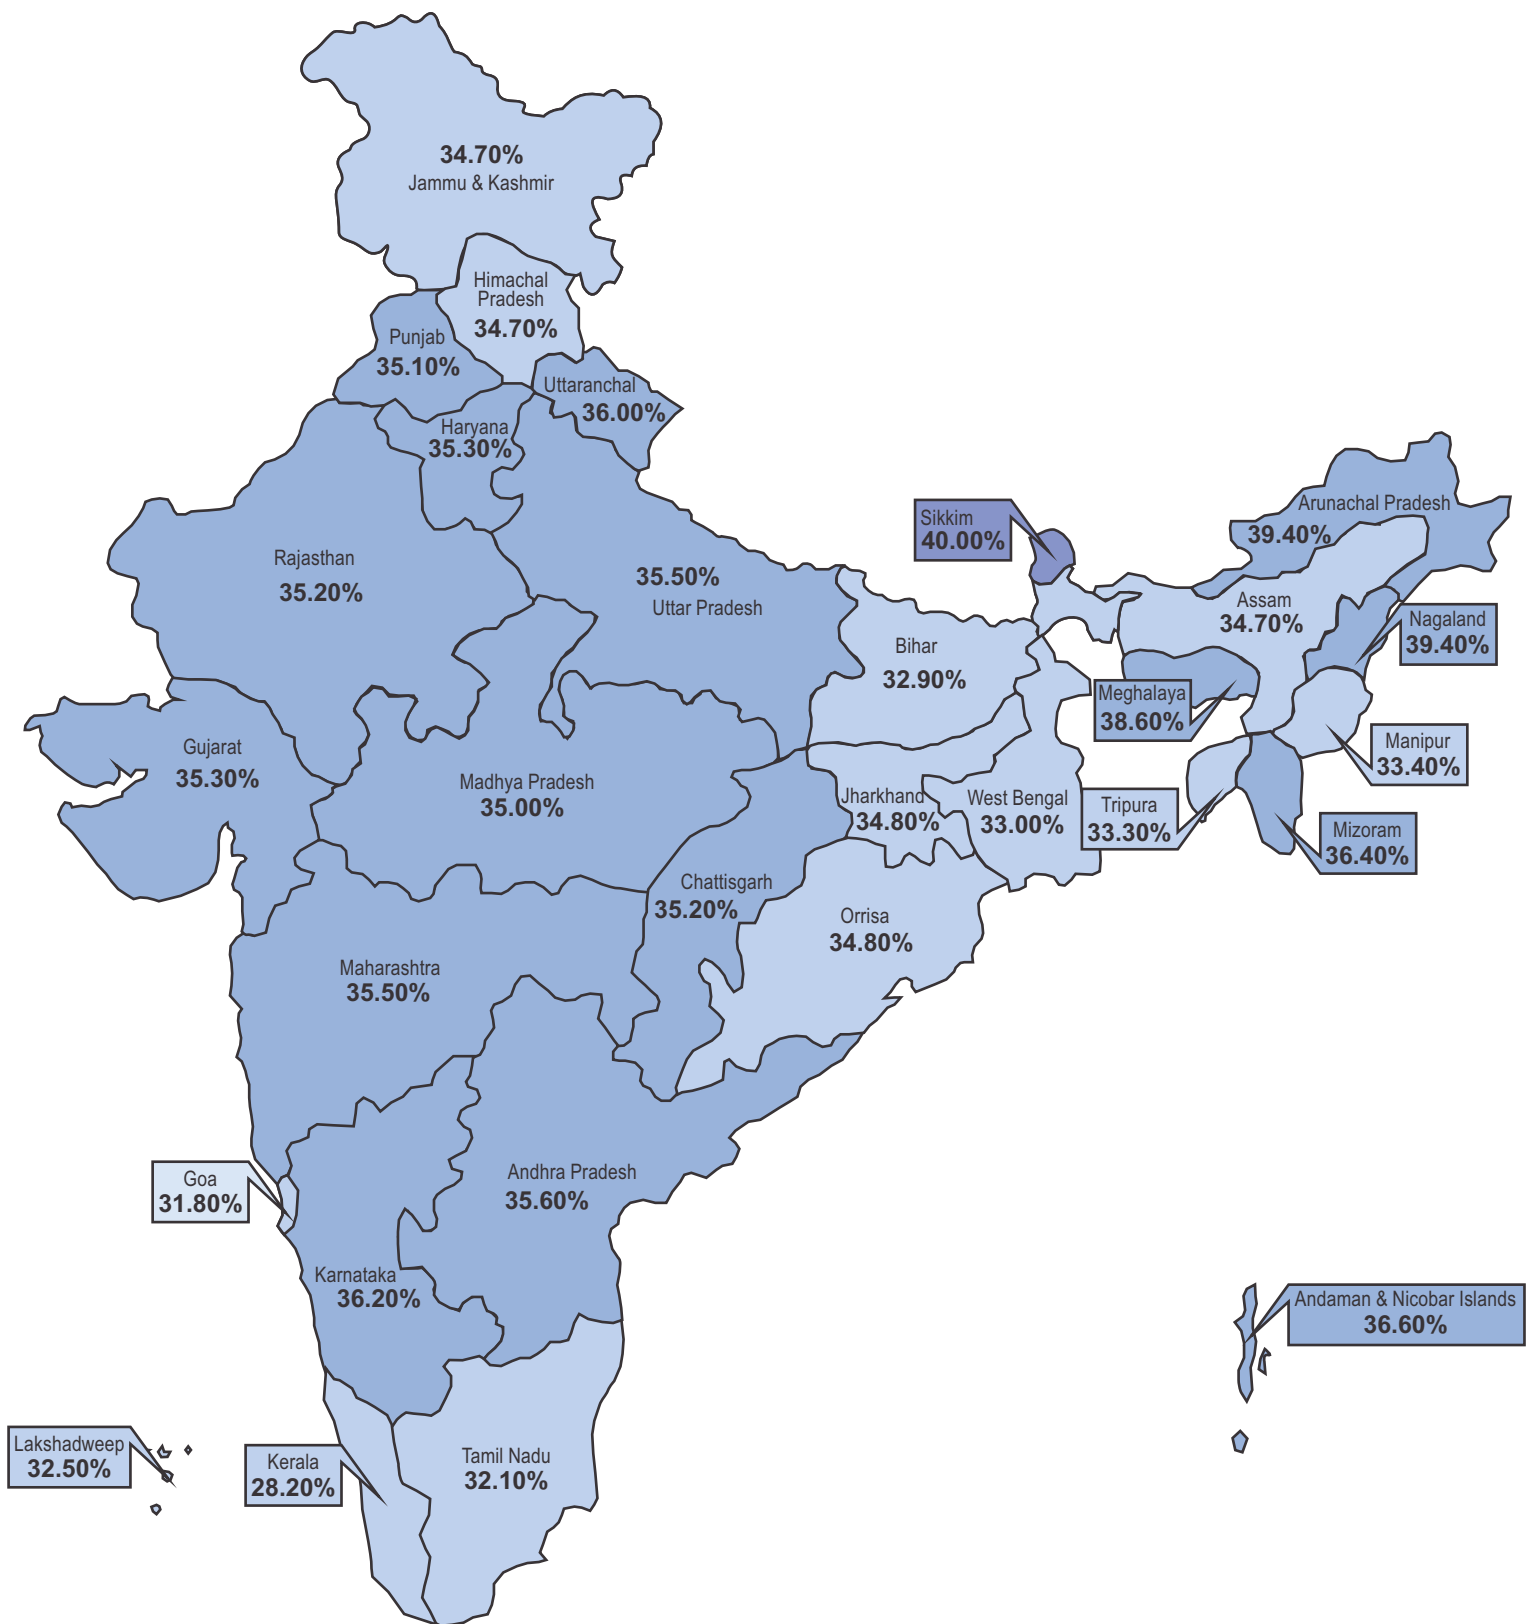 34.70%
Jammu & Kashmir
Himachal
Pradesh
34.70%
Punjab
35.10%
Uttaranchal
36.00%
Haryana
35.30%
Rajasthan
35.20%
35.50%
Uttar Pradesh
Sikkim
40.00%
Arunachal Pradesh
39.40%
Assam
34.70%
Nagaland
39.40%
Bihar
32.90%
Meghalaya
38.60%
Manipur
33.40%
Gujarat
35.30%
Madhya Pradesh
35.00%
Jharkhand
34.80%
West Bengal
33.00%
Tripura
33.30%
Mizoram
36.40%
Chattisgarh
35.20%
Orrisa
34.80%
Maharashtra
35.50%
Goa
31.80%
Andhra Pradesh
35.60%
Karnataka
36.20%
Andaman & Nicobar Islands
36.60%
Lakshadweep
32.50%
Kerala
28.20%
Tamil Nadu
32.10%